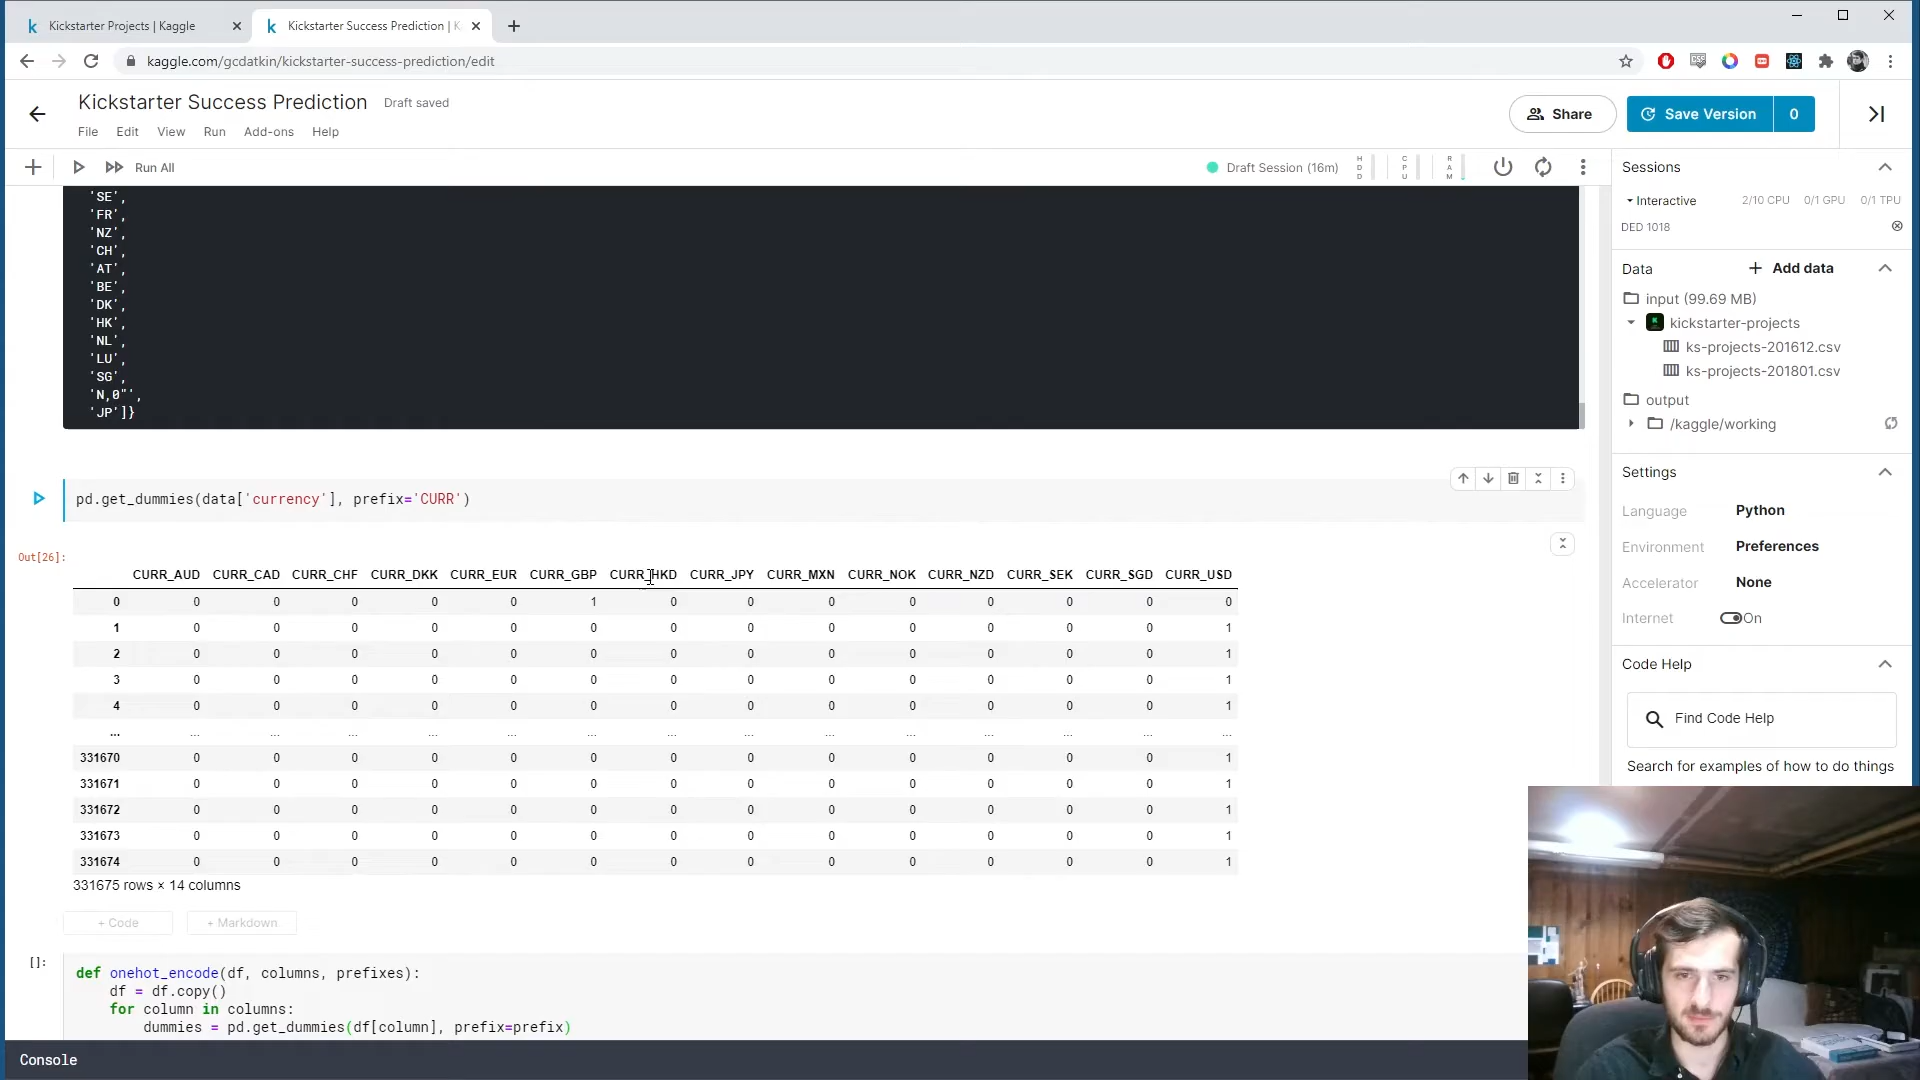 Kickstarter Projects | Kaggle
Kickstarter Success Prediction | K
kaggle.com/gcdatkin/kickstarter-success-prediction/edit
Kickstarter Success Prediction Draft saved
Share
Save Version 0
File Edit View Run Add-ons Help
Run All
Draft Session (16m)
HDD
CPU
RAM
'SE',
'FR',
'NZ',
'CH',
'AT',
'BE',
'DK',
'HK',
'NL',
'LU',
'SG',
'N,0"',
'JP']}
pd.get_dummies(data['currency'], prefix='CURR')
Out[26]:
CURR_AUD CURR_CAD CURR_CHF CURR_DKK CURR_EUR CURR_GBP CURR_HKD CURR_JPY CURR_MXN CURR_NOK CURR_NZD CURR_SEK CURR_SGD CURR_USD
0 0 0 0 0 0 1 0 0 0 0 0 0 0 0
1 0 0 0 0 0 0 0 0 0 0 0 0 0 1
2 0 0 0 0 0 0 0 0 0 0 0 0 0 1
3 0 0 0 0 0 0 0 0 0 0 0 0 0 1
4 0 0 0 0 0 0 0 0 0 0 0 0 0 1
... ... ... ... ... ... ... ... ... ... ... ... ... ... ...
331670 0 0 0 0 0 0 0 0 0 0 0 0 0 1
331671 0 0 0 0 0 0 0 0 0 0 0 0 0 1
331672 0 0 0 0 0 0 0 0 0 0 0 0 0 1
331673 0 0 0 0 0 0 0 0 0 0 0 0 0 1
331674 0 0 0 0 0 0 0 0 0 0 0 0 0 1
331675 rows × 14 columns
+ Code + Markdown
[]:
def onehot_encode(df, columns, prefixes):
df = df.copy()
for column in columns:
dummies = pd.get_dummies(df[column], prefix=prefix)
Console
Sessions
Interactive 2/10 CPU 0/1 GPU 0/1 TPU
DED 1018
Data + Add data
input (99.69 MB)
kickstarter-projects
ks-projects-201612.csv
ks-projects-201801.csv
output
/kaggle/working
Settings
Language Python
Environment Preferences
Accelerator None
Internet On
Code Help
Find Code Help
Search for examples of how to do things